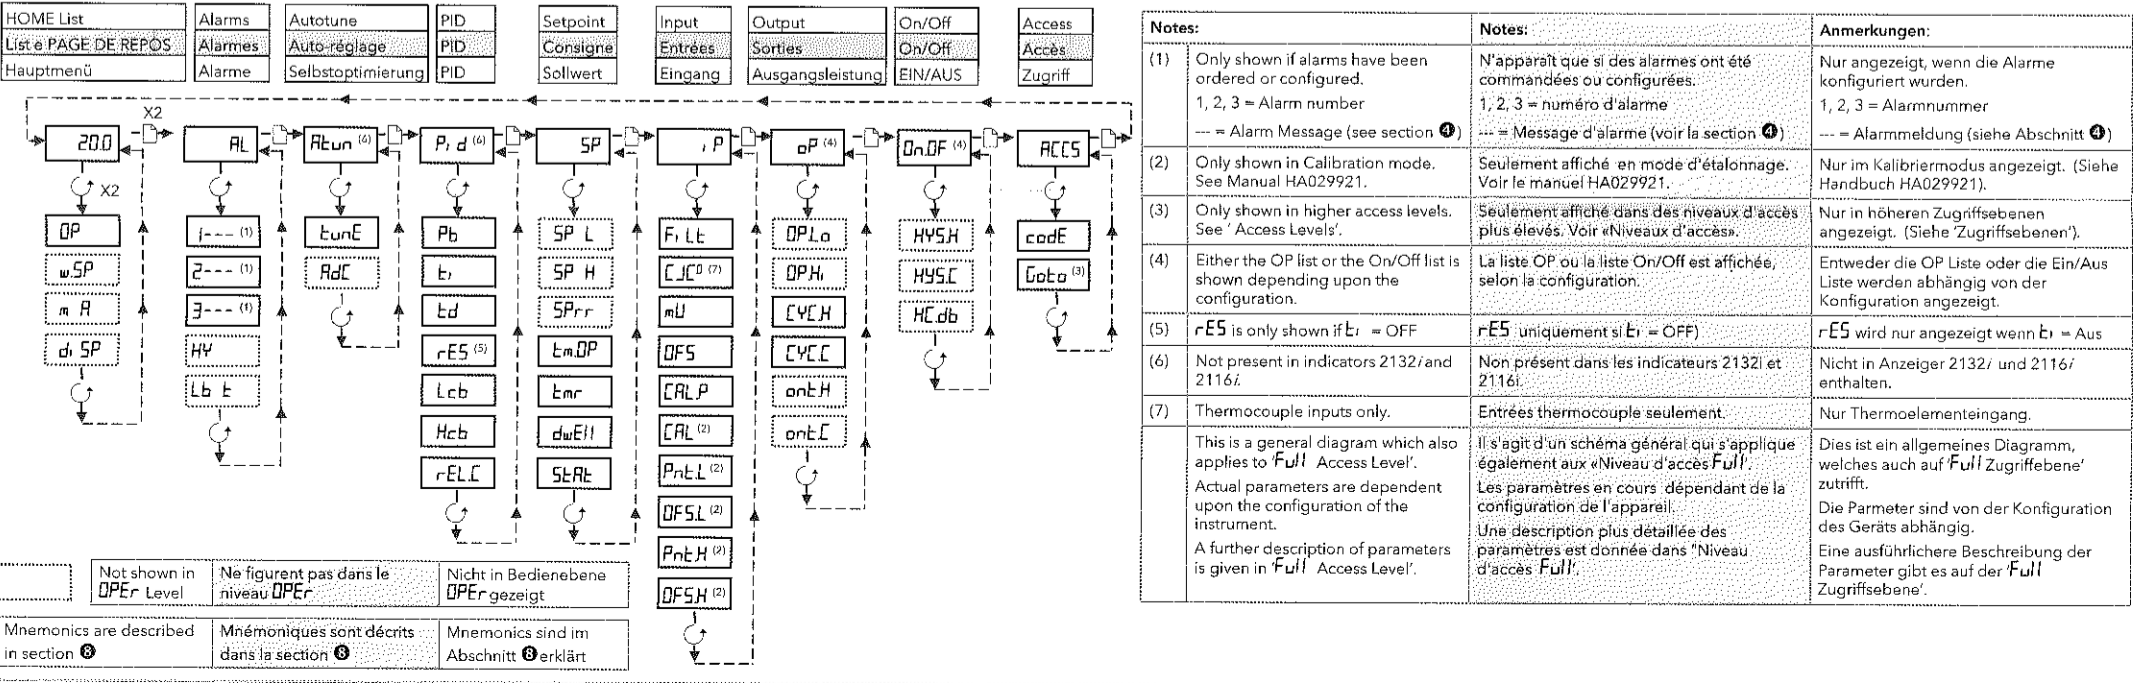 HOME List
Liste PAGE DE REPOS
Hauptmenü
Alarms
Alarmes
Alarme
Autotune
Auto-réglage
Selbstoptimierung
PID
PID
PID
Setpoint
Consigne
Sollwert
Input
Entrées
Eingang
Output
Sorties
Ausgangsleistung
On/Off
On/Off
EIN/AUS
Access
Accès
Zugriff
X2
20.0
X2
OP
w.SP
m A
di SP
AL
1--- (1)
2--- (1)
3--- (1)
HY
Lb t
Atun (6)
tunE
AdC
Pi d (6)
Pb
ti
td
rES (5)
Lcb
Hcb
rEL.C
SP
SP L
SP H
SPrr
tm.OP
tmr
dwEll
StAt
i P
Fi Lt
CJC° (7)
mV
OFS
CAL.P
CAL (2)
Pnt.L (2)
OFS.L (2)
Pnt.H (2)
OFS.H (2)
oP (4)
OP.Lo
OP.Hi
CYC.H
CYC.C
ont.H
ont.C
On.OF (4)
HYS.H
HYS.C
HC.db
ACCS
codE
Goto (3)
Not shown in
OPEr Level
Ne figurent pas dans le
niveau OPEr
Nicht in Bedienebene
OPEr gezeigt
Mnemonics are described
in section 8
Mnémoniques sont décrits
dans la section 8
Mnemonics sind im
Abschnitt 8 erklärt
Notes:
Notes:
Anmerkungen:
(1)
Only shown if alarms have been
ordered or configured.
1, 2, 3 = Alarm number
--- = Alarm Message (see section 4)
N'apparaît que si des alarmes ont été
commandées ou configurées.
1, 2, 3 = numéro d'alarme
--- = Message d'alarme (voir la section 4)
Nur angezeigt, wenn die Alarme
konfiguriert wurden.
1, 2, 3 = Alarmnummer
--- = Alarmmeldung (siehe Abschnitt 4)
(2)
Only shown in Calibration mode.
See Manual HA029921.
Seulement affiché en mode d'étalonnage.
Voir le manuel HA029921.
Nur im Kalibriermodus angezeigt. (Siehe
Handbuch HA029921).
(3)
Only shown in higher access levels.
See ' Access Levels'.
Seulement affiché dans des niveaux d'accès
plus élevés. Voir «Niveaux d'accès».
Nur in höheren Zugriffsebenen
angezeigt. (Siehe 'Zugriffsebenen').
(4)
Either the OP list or the On/Off list is
shown depending upon the
configuration.
La liste OP ou la liste On/Off est affichée,
selon la configuration.
Entweder die OP Liste oder die Ein/Aus
Liste werden abhängig von der
Konfiguration angezeigt.
(5)
rES is only shown if ti = OFF
rES uniquement si ti = OFF)
rES wird nur angezeigt wenn ti = Aus
(6)
Not present in indicators 2132i and
2116i.
Non présent dans les indicateurs 2132i et
2116i.
Nicht in Anzeiger 2132i und 2116i
enthalten.
(7)
Thermocouple inputs only.
Entrées thermocouple seulement.
Nur Thermoelementeingang.
This is a general diagram which also
applies to 'Full Access Level'.
Actual parameters are dependent
upon the configuration of the
instrument.
A further description of parameters
is given in 'Full Access Level'.
Il s'agit d'un schéma général qui s'applique
également aux «Niveau d'accès Full'.
Les paramètres en cours dépendant de la
configuration de l'appareil.
Une description plus détaillée des
paramètres est donnée dans "Niveau
d'accès Full'.
Dies ist ein allgemeines Diagramm,
welches auch auf 'Full Zugriffebene'
zutrifft.
Die Parmeter sind von der Konfiguration
des Geräts abhängig.
Eine ausführlichere Beschreibung der
Parameter gibt es auf der 'Full
Zugriffsebene'.